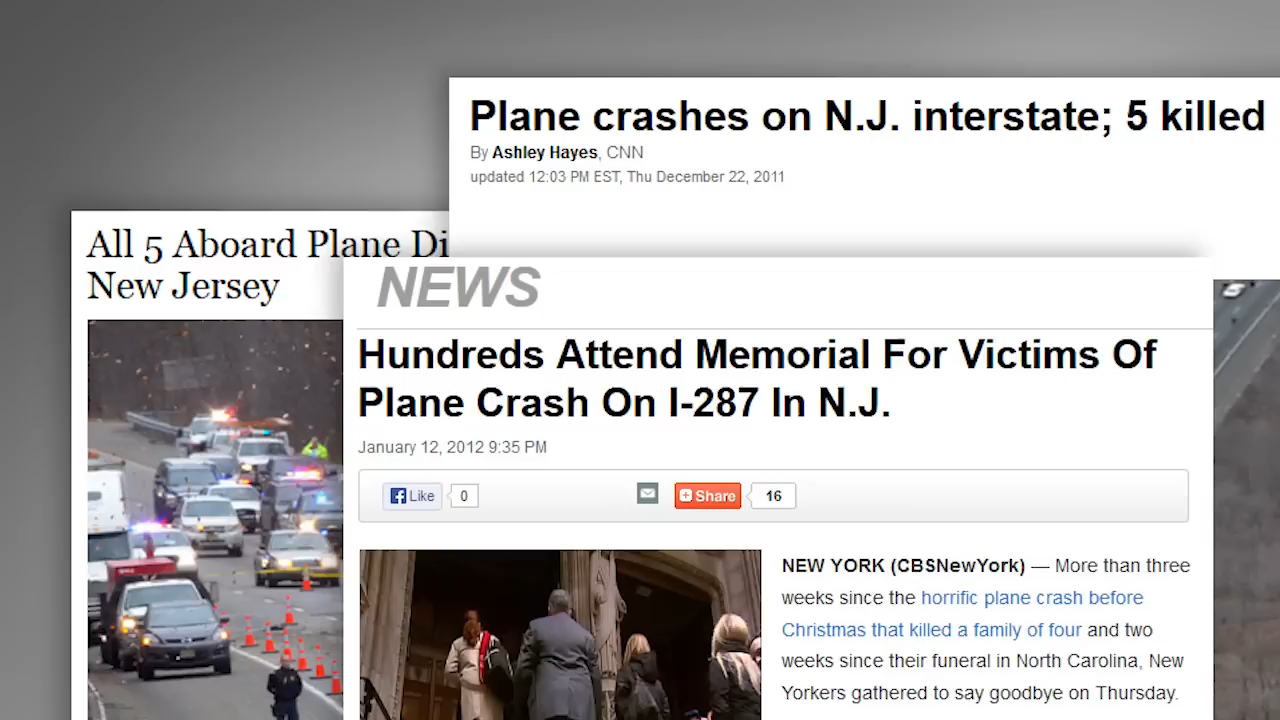 Plane crashes on N.J. interstate; 5 killed
By Ashley Hayes, CNN
updated 12:03 PM EST, Thu December 22, 2011
All 5 Aboard Plane Di
New Jersey
NEWS
Hundreds Attend Memorial For Victims Of
Plane Crash On I-287 In N.J.
January 12, 2012 9:35 PM
Like 0 Share 16
NEW YORK (CBSNewYork) — More than three
weeks since the horrific plane crash before
Christmas that killed a family of four and two
weeks since their funeral in North Carolina, New
Yorkers gathered to say goodbye on Thursday.